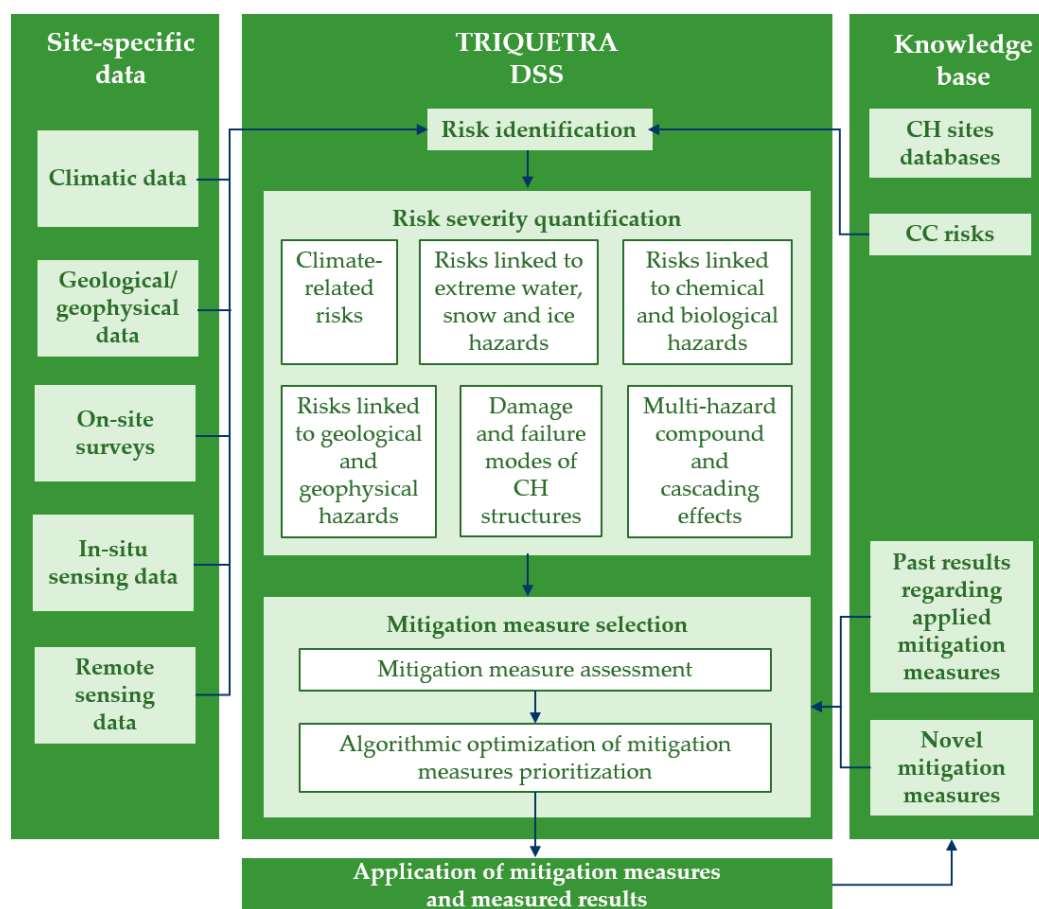 Site-specific
data
Climatic data
Geological/
geophysical data
On-site
surveys
In-situ
sensing data
Remote
sensing
data
TRIQUETRA
DSS
Risk identification
Risk severity quantification
Climate-
related
risks
Risks linked to
extreme water,
snow and ice
hazards
Risks linked
to chemical
and biological
hazards
Risks linked
to geological
and
geophysical
hazards
Damage
and failure
modes of
CH
structures
Multi-hazard
compound
and
cascading
effects
Mitigation measure selection
Mitigation measure assessment
Algorithmic optimization of mitigation
measures prioritization
Application of mitigation measures
and measured results
Knowledge
base
CH sites
databases
CC risks
Past results
regarding
applied
mitigation
measures
Novel
mitigation
measures